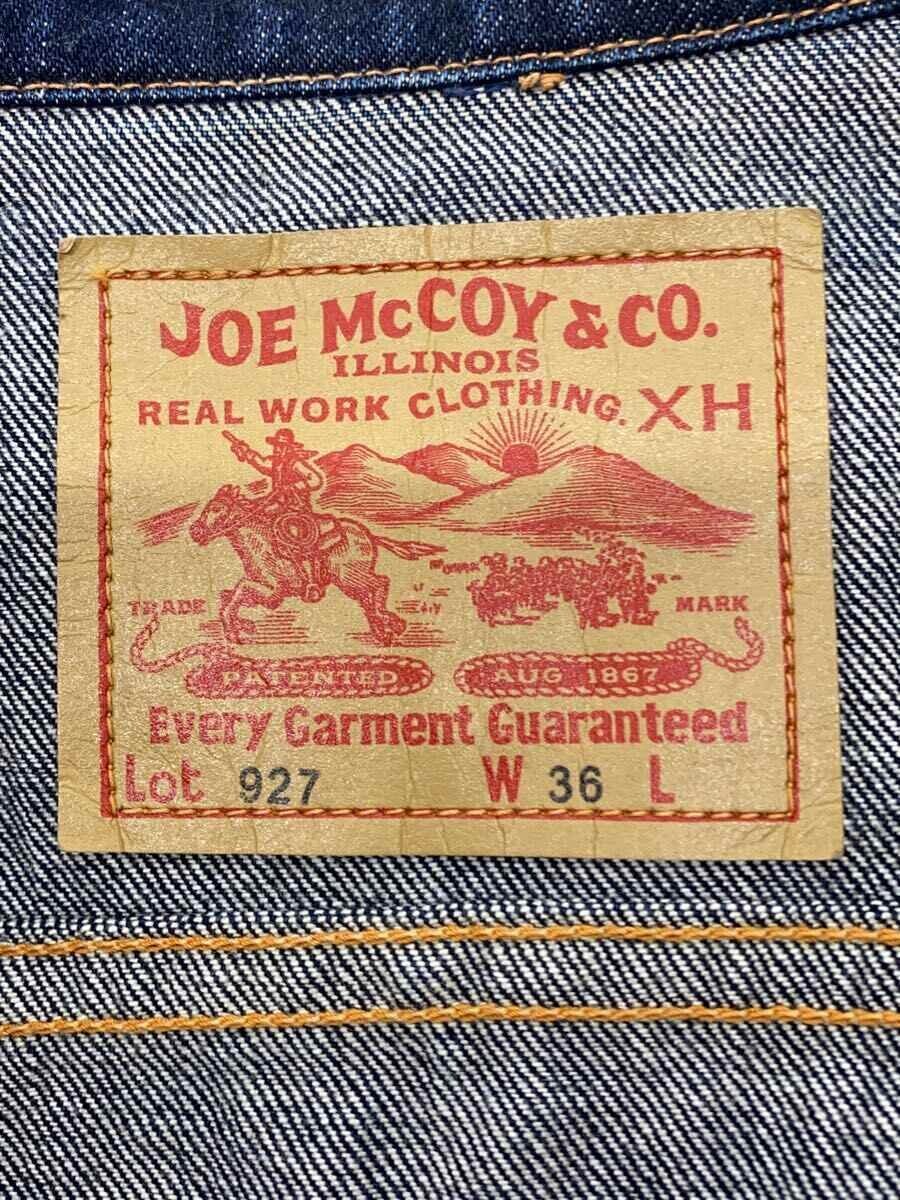 JOE McCOY & CO.
ILLINOIS
REAL WORK CLOTHING. XH
TRADE MARK
PATENTED AUG 1867
Every Garment Guaranteed
Lot 927 W 36 L